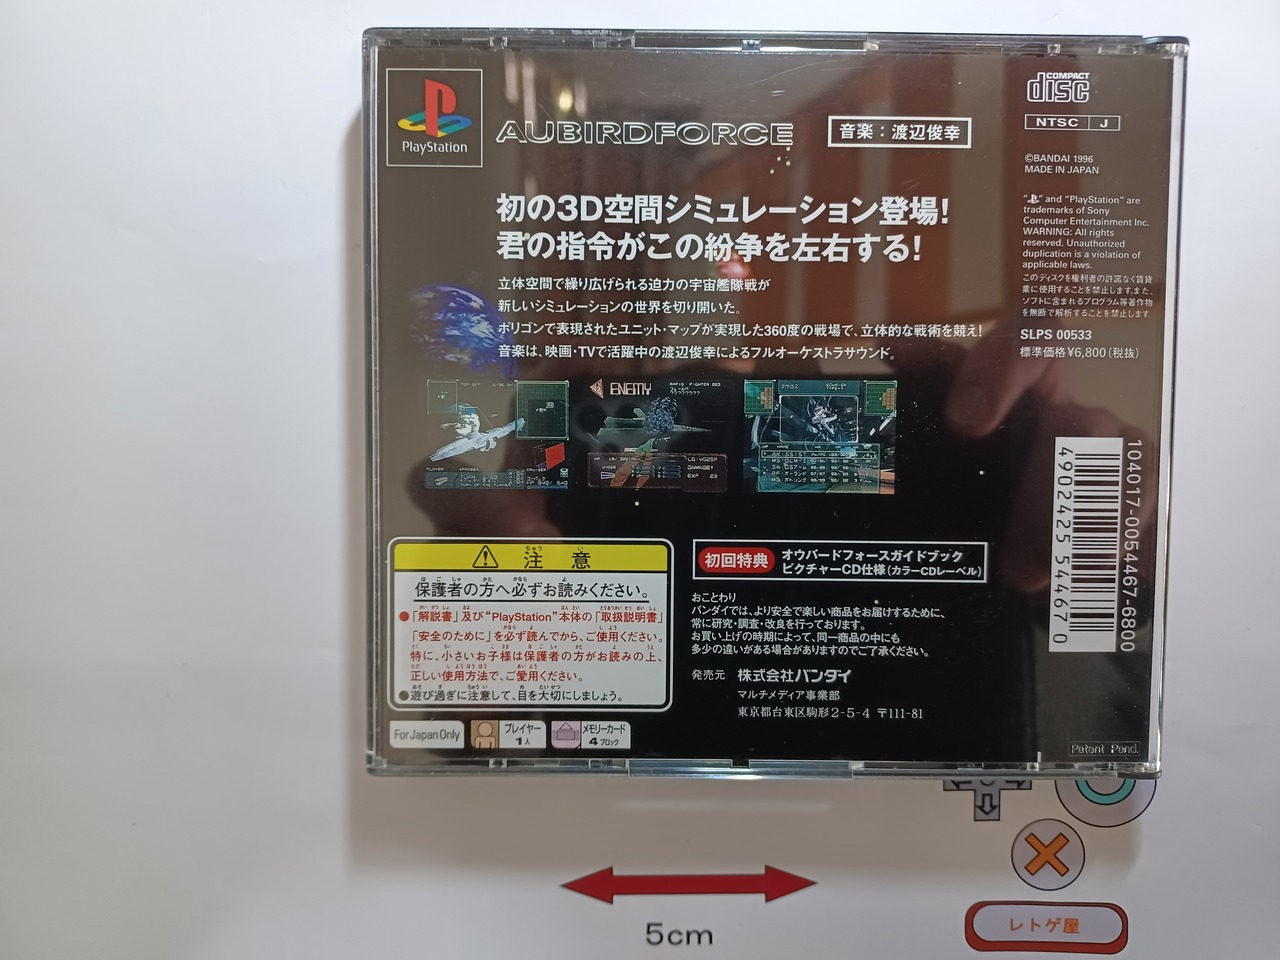 PlayStation
AUBIRDFORCE
音楽：渡辺俊幸
COMPACT
disc
NTSC J
©BANDAI 1996
MADE IN JAPAN
初の3D空間シミュレーション登場！
君の指令がこの紛争を左右する！
立体空間で繰り広げられる迫力の宇宙艦隊戦が
新しいシミュレーションの世界を切り開いた。
ポリゴンで表現されたユニット・マップが実現した360度の戦場で、立体的な戦術を競え！
音楽は、映画・TVで活躍中の渡辺俊幸によるフルオーケストラサウンド。
" " and "PlayStation" are
trademarks of Sony
Computer Entertainment Inc.
WARNING: All rights
reserved. Unauthorized
duplication is a violation of
applicable laws.
このディスクを権利者の許諾なく賃貸
業に使用することを禁止します。また、
ソフトに含まれるプログラム等著作物
を無断で解析することを禁止します。
SLPS 00533
標準価格¥6,800（税抜）
ENEMY
104017-0054467-6800
4902425544670
注意
保護者の方へ必ずお読みください。
●「解説書」及び"PlayStation"本体の「取扱説明書」
「安全のために」を必ず読んでから、ご使用ください。
特に、小さいお子様は保護者の方がお読みの上、
正しい使用方法で、ご愛用ください。
●遊び過ぎに注意して、目を大切にしましょう。
初回特典
オウバードフォースガイドブック
ピクチャーCD仕様（カラーCDレーベル）
おことわり
バンダイでは、より安全で楽しい商品をお届けするために、
常に研究・調査・改良を行っております。
お買い上げの時期によって、同一商品の中にも
多少の違いがある場合がありますのでご了承ください。
発売元 株式会社バンダイ
マルチメディア事業部
東京都台東区駒形2-5-4 〒111-81
For Japan Only
プレイヤー
1人
メモリーカード
4ブロック
Patent Pend.
5cm
レトゲ屋